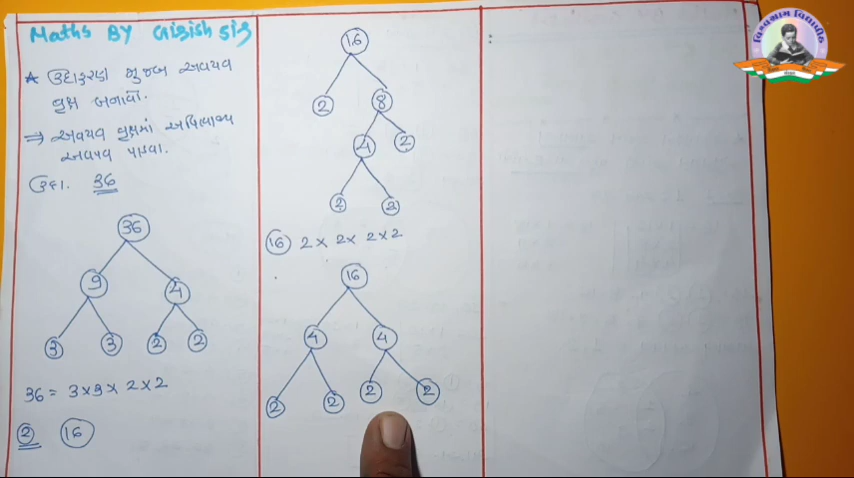 Maths BY ગિરીશ સર
* ઉદાહરણ મુજબ અવયવ
વૃક્ષ બનાવો.
⇒ અવયવ વૃક્ષમાં અવિભાજ્ય
અવયવ પાડવા.
ઉદા. 36
36
9 4
3 3 2 2
36 = 3×3×2×2
2 16
16
2 8
4 2
2 2
16 2×2×2×2
16
4 4
2 2 2 2
:
વિશ્વગ્રામ વિદ્યાપીઠ